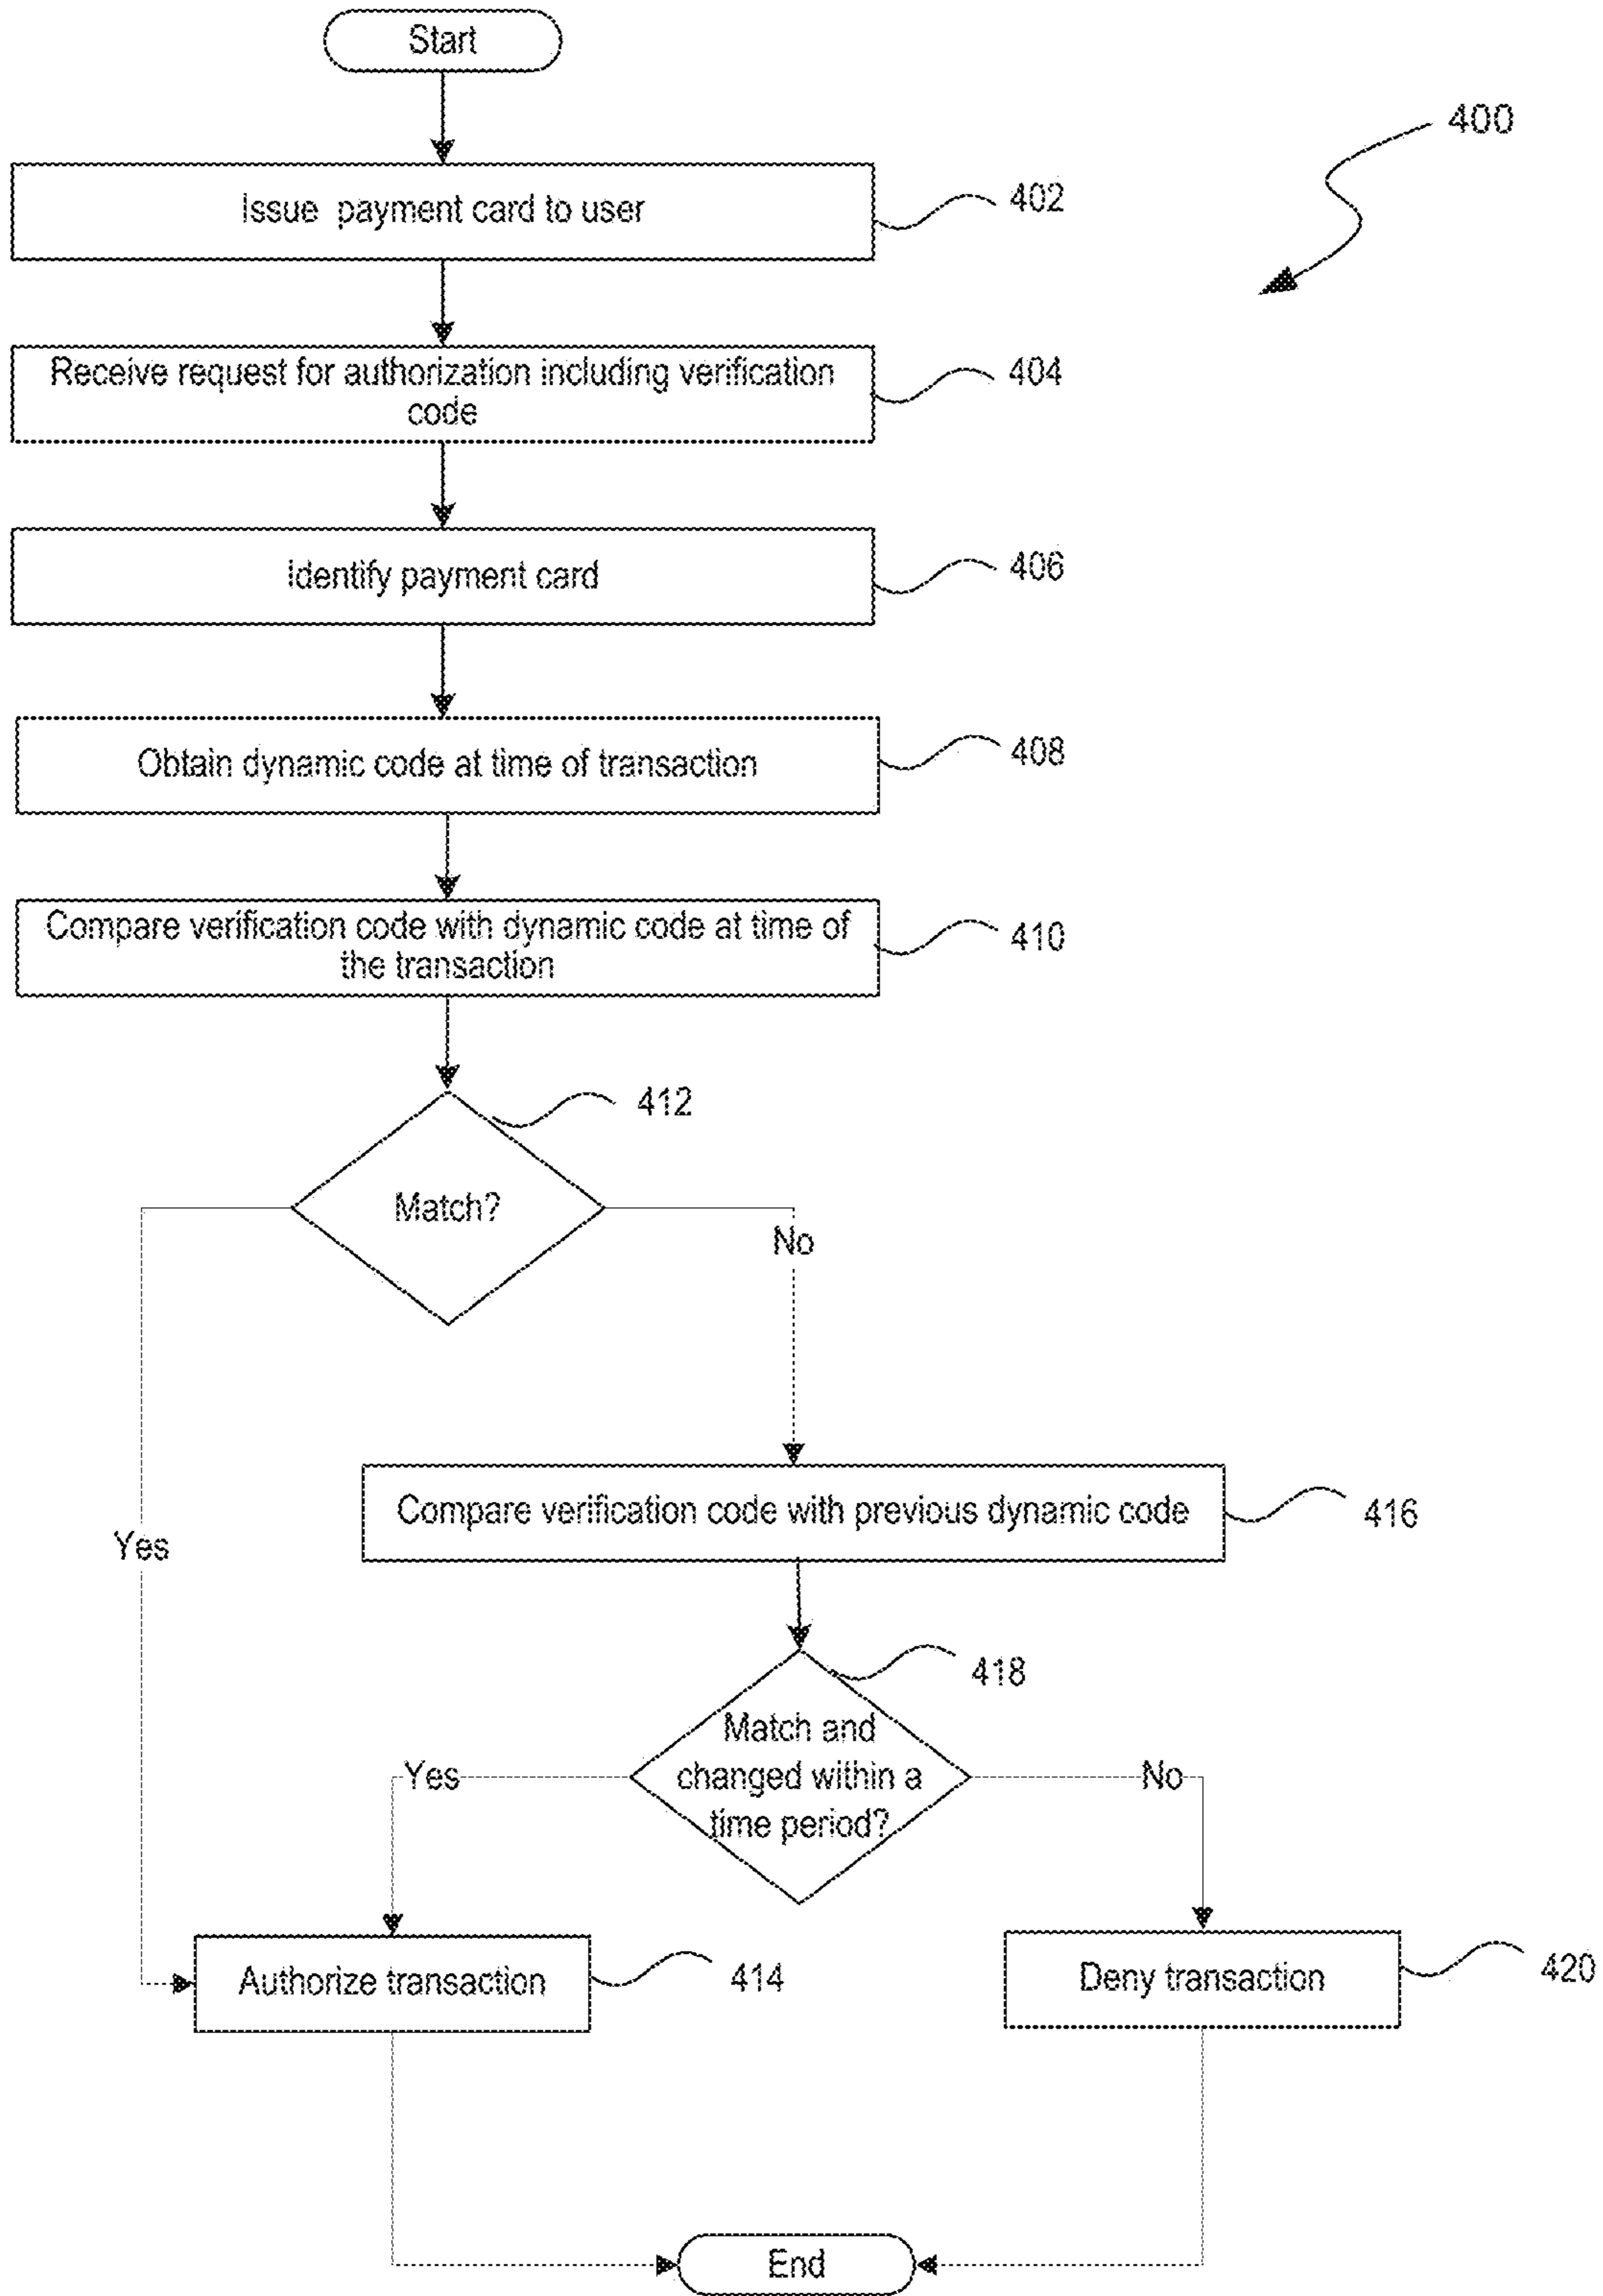 Start
400
Issue payment card to user
402
Receive request for authorization including verification
code
404
Identify payment card
406
Obtain dynamic code at time of transaction
408
Compare verification code with dynamic code at time of
the transaction
410
412
Match?
No
Yes
Compare verification code with previous dynamic code
416
418
Match and
changed within a
time period?
Yes
No
Authorize transaction
414
Deny transaction
420
End